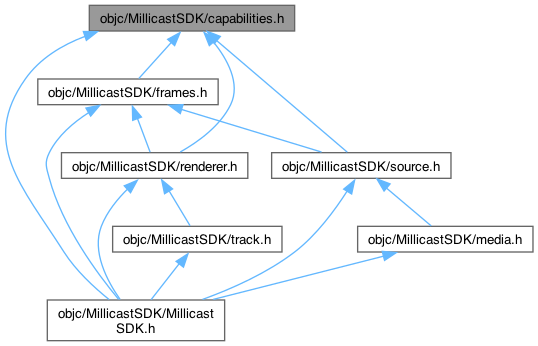 objc/MillicastSDK/capabilities.h
objc/MillicastSDK/frames.h
objc/MillicastSDK/renderer.h
objc/MillicastSDK/source.h
objc/MillicastSDK/track.h
objc/MillicastSDK/media.h
objc/MillicastSDK/Millicast
SDK.h